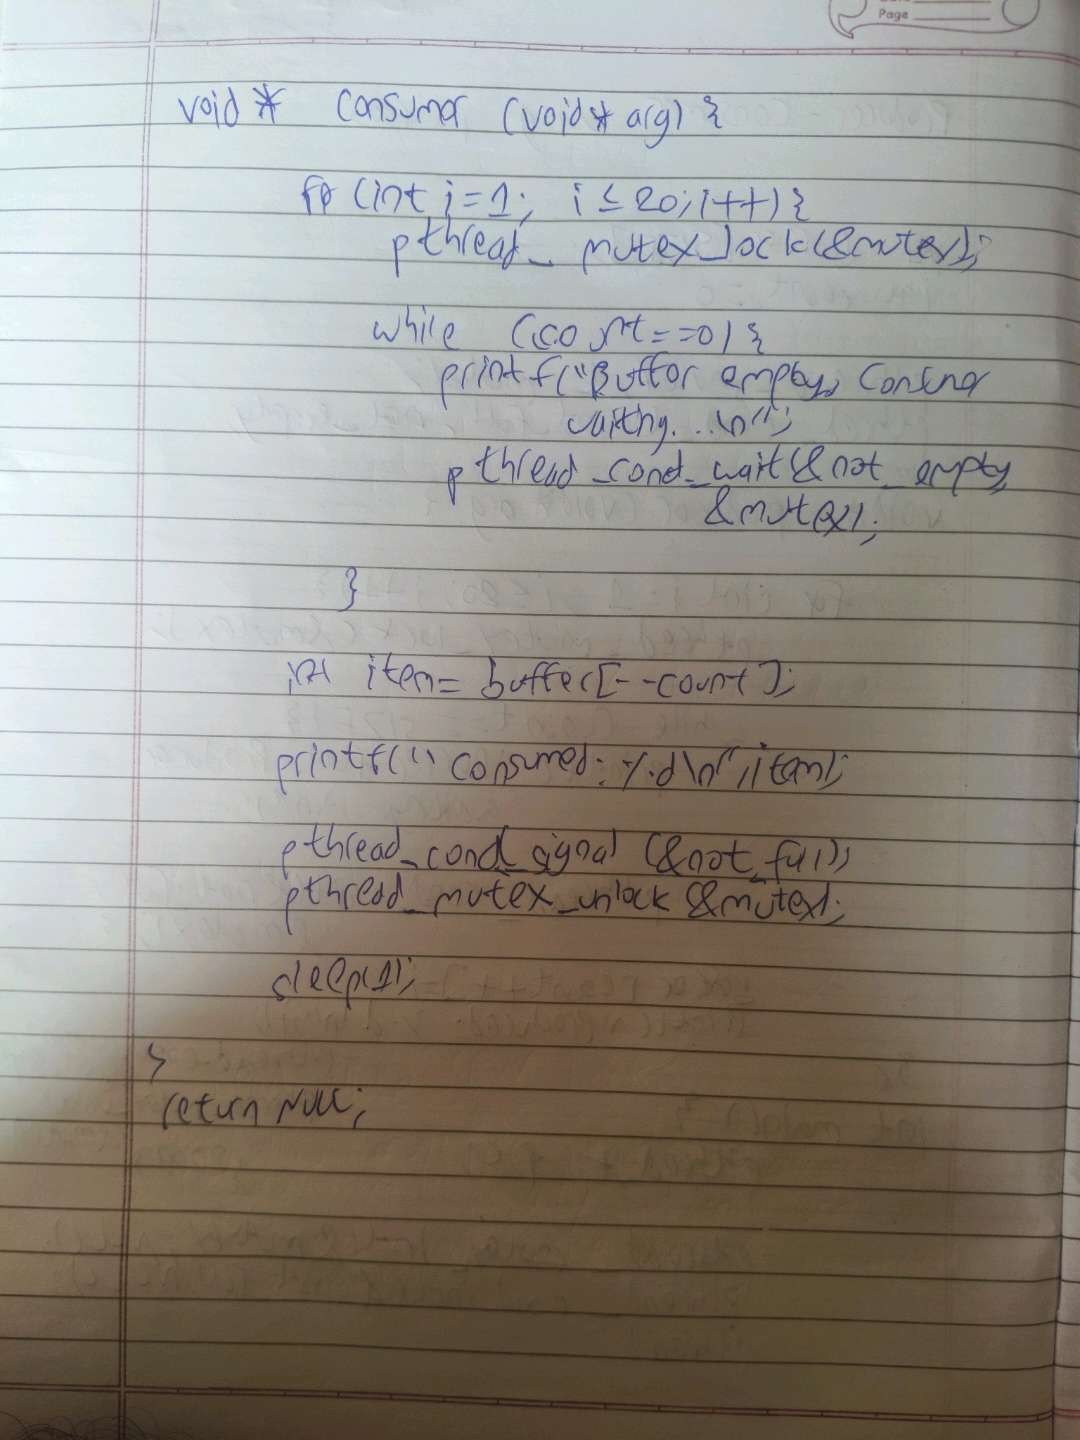 Page
void* consumer (void* arg) {
for (int i=1; i ≤ 20; i++) {
pthread_mutex_lock(&mutex);
while (count==0) {
printf("Buffer empty, Consumer
waiting...\n");
pthread_cond_wait(&not_empty,
&mutex);
}
int item= buffer[--count];
printf(" consumed: %d\n", item);
pthread_cond_signal (&not_full);
pthread_mutex_unlock(&mutex);
sleep(1);
}
return NULL;